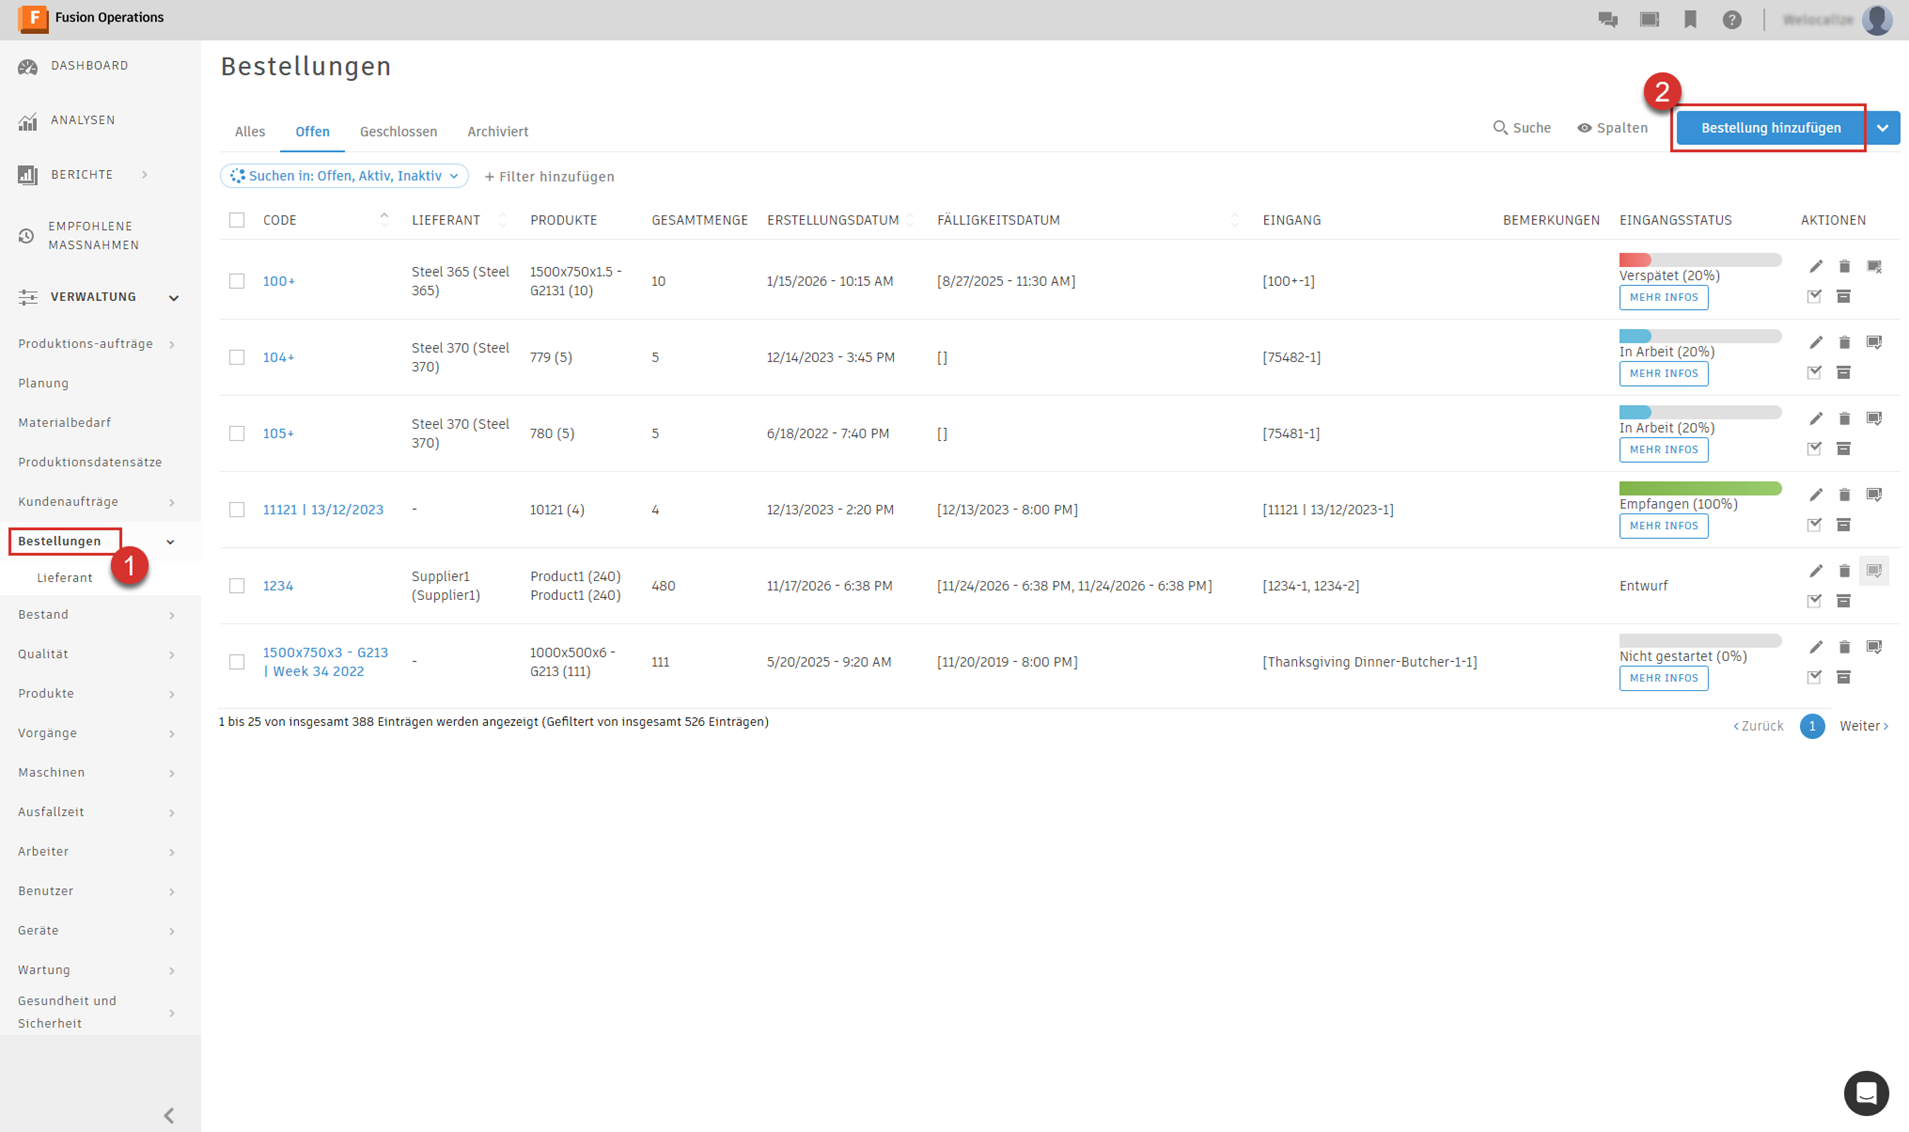 F Fusion Operations
Welocalize
DASHBOARD
ANALYSEN
BERICHTE
EMPFOHLENE
MASSNAHMEN
VERWALTUNG
Produktions-aufträge
Planung
Materialbedarf
Produktionsdatensätze
Kundenaufträge
Bestellungen
1
Lieferant
Bestand
Qualität
Produkte
Vorgänge
Maschinen
Ausfallzeit
Arbeiter
Benutzer
Geräte
Wartung
Gesundheit und
Sicherheit
Bestellungen
2
Alles Offen Geschlossen Archiviert
Suche Spalten Bestellung hinzufügen
Suchen in: Offen, Aktiv, Inaktiv + Filter hinzufügen
CODE LIEFERANT PRODUKTE GESAMTMENGE ERSTELLUNGSDATUM FÄLLIGKEITSDATUM EINGANG BEMERKUNGEN EINGANGSSTATUS AKTIONEN
100+ Steel 365 (Steel
365) 1500x750x1.5 -
G2131 (10) 10 1/15/2026 - 10:15 AM [8/27/2025 - 11:30 AM] [100+-1] Verspätet (20%)
MEHR INFOS
104+ Steel 370 (Steel
370) 779 (5) 5 12/14/2023 - 3:45 PM [] [75482-1] In Arbeit (20%)
MEHR INFOS
105+ Steel 370 (Steel
370) 780 (5) 5 6/18/2022 - 7:40 PM [] [75481-1] In Arbeit (20%)
MEHR INFOS
11121 | 13/12/2023 - 10121 (4) 4 12/13/2023 - 2:20 PM [12/13/2023 - 8:00 PM] [11121 | 13/12/2023-1] Empfangen (100%)
MEHR INFOS
1234 Supplier1
(Supplier1) Product1 (240)
Product1 (240) 480 11/17/2026 - 6:38 PM [11/24/2026 - 6:38 PM, 11/24/2026 - 6:38 PM] [1234-1, 1234-2] Entwurf
1500x750x3 - G213
| Week 34 2022 - 1000x500x6 -
G213 (111) 111 5/20/2025 - 9:20 AM [11/20/2019 - 8:00 PM] [Thanksgiving Dinner-Butcher-1-1] Nicht gestartet (0%)
MEHR INFOS
1 bis 25 von insgesamt 388 Einträgen werden angezeigt (Gefiltert von insgesamt 526 Einträgen)
Zurück 1 Weiter